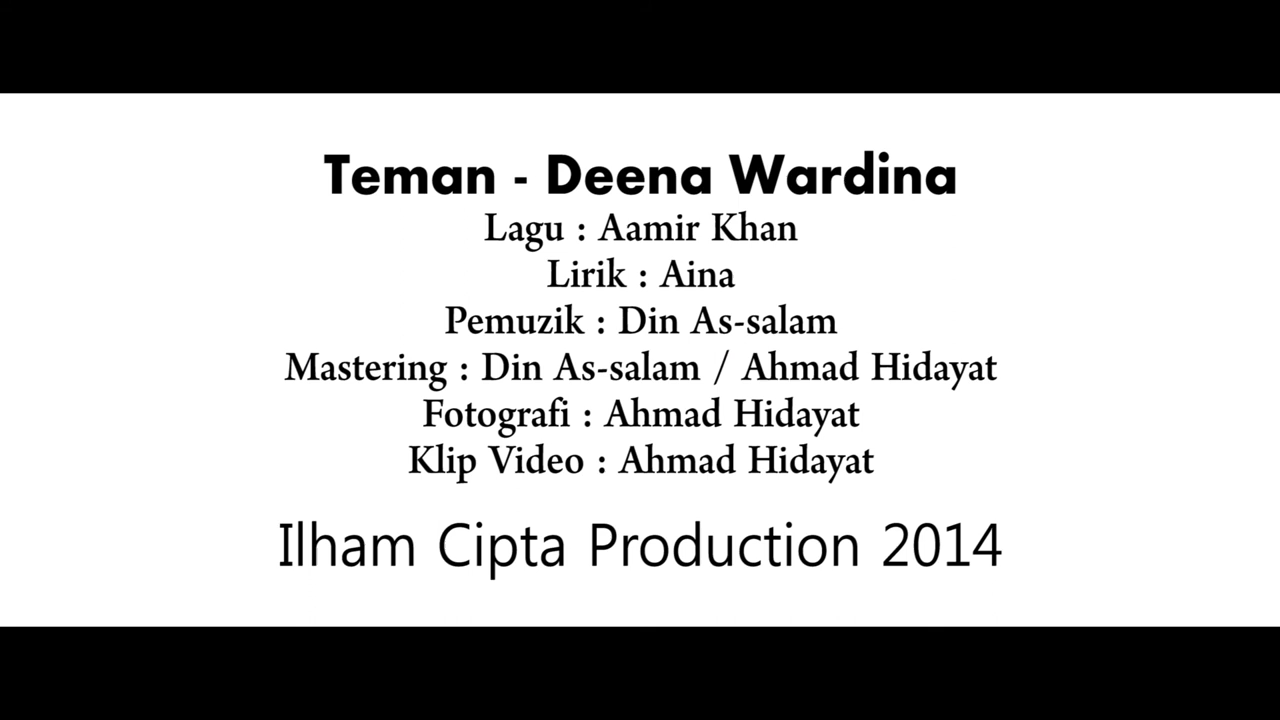 Teman - Deena Wardina
Lagu : Aamir Khan
Lirik : Aina
Pemuzik : Din As-salam
Mastering : Din As-salam / Ahmad Hidayat
Fotografi : Ahmad Hidayat
Klip Video : Ahmad Hidayat
Ilham Cipta Production 2014